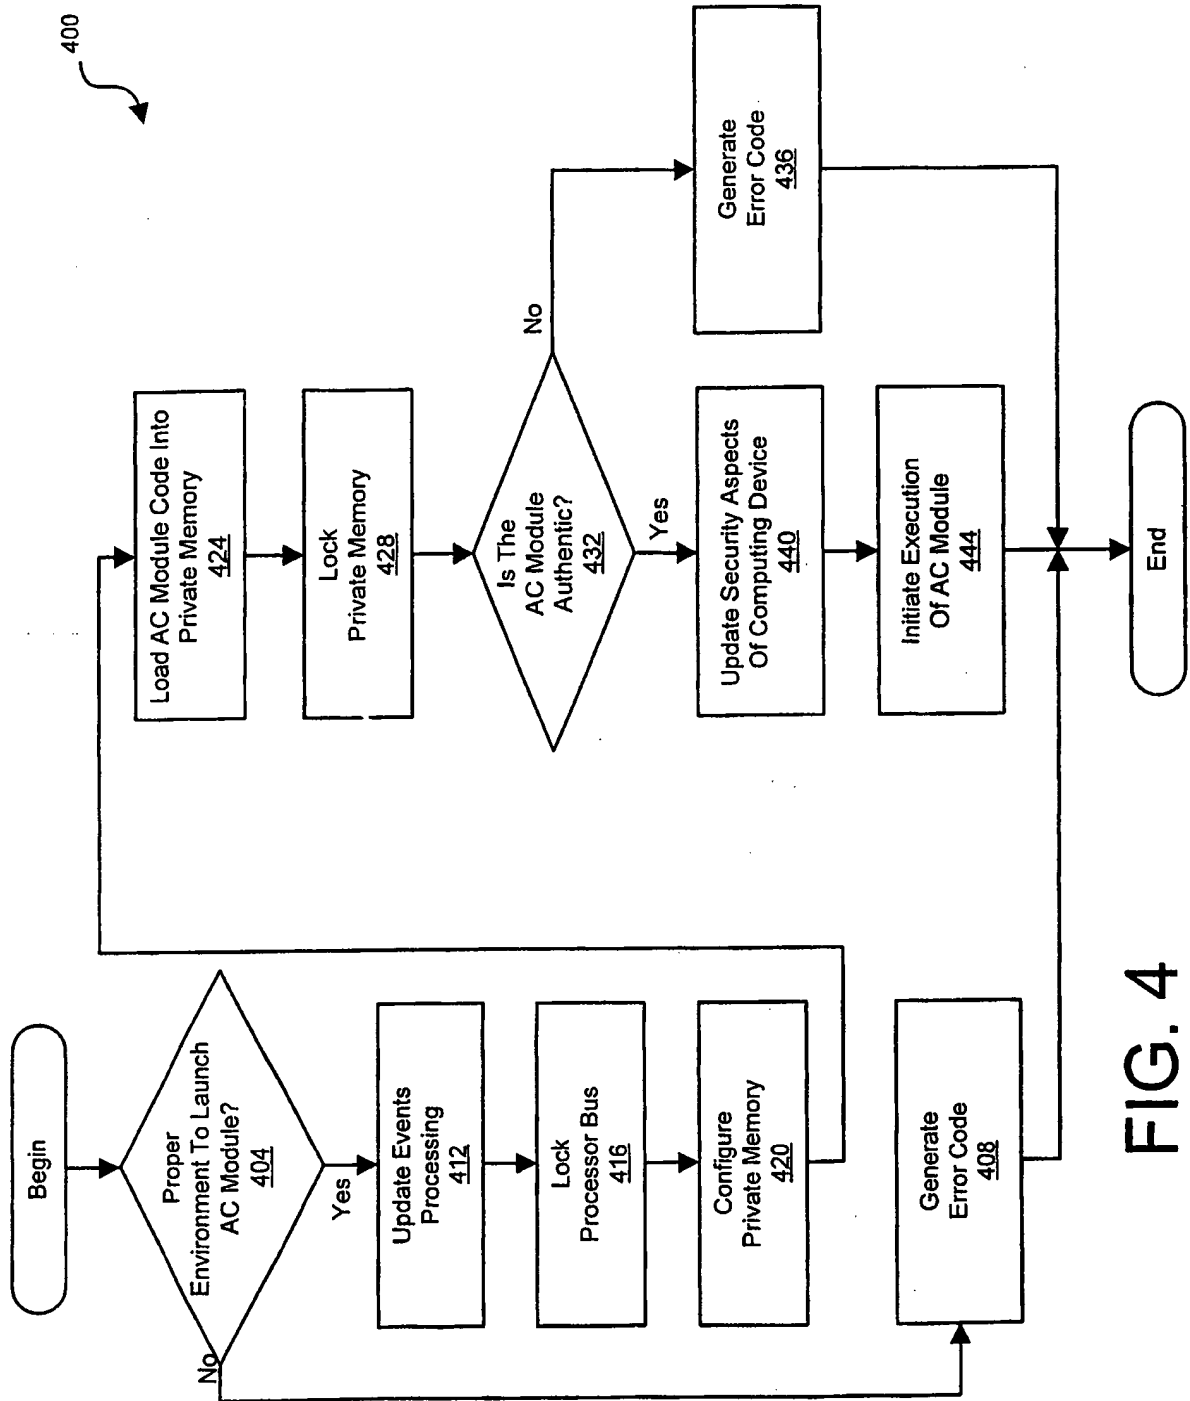 400
Begin
Proper
Environment To Launch
AC Module?
404
No
Yes
Update Events
Processing
412
Lock
Processor Bus
416
Configure
Private Memory
420
Generate
Error Code
408
Load AC Module Code Into
Private Memory
424
Lock
Private Memory
428
Is The
AC Module
Authentic?
432
No
Yes
Generate
Error Code
436
Update Security Aspects
Of Computing Device
440
Initiate Execution
Of AC Module
444
End
FIG. 4